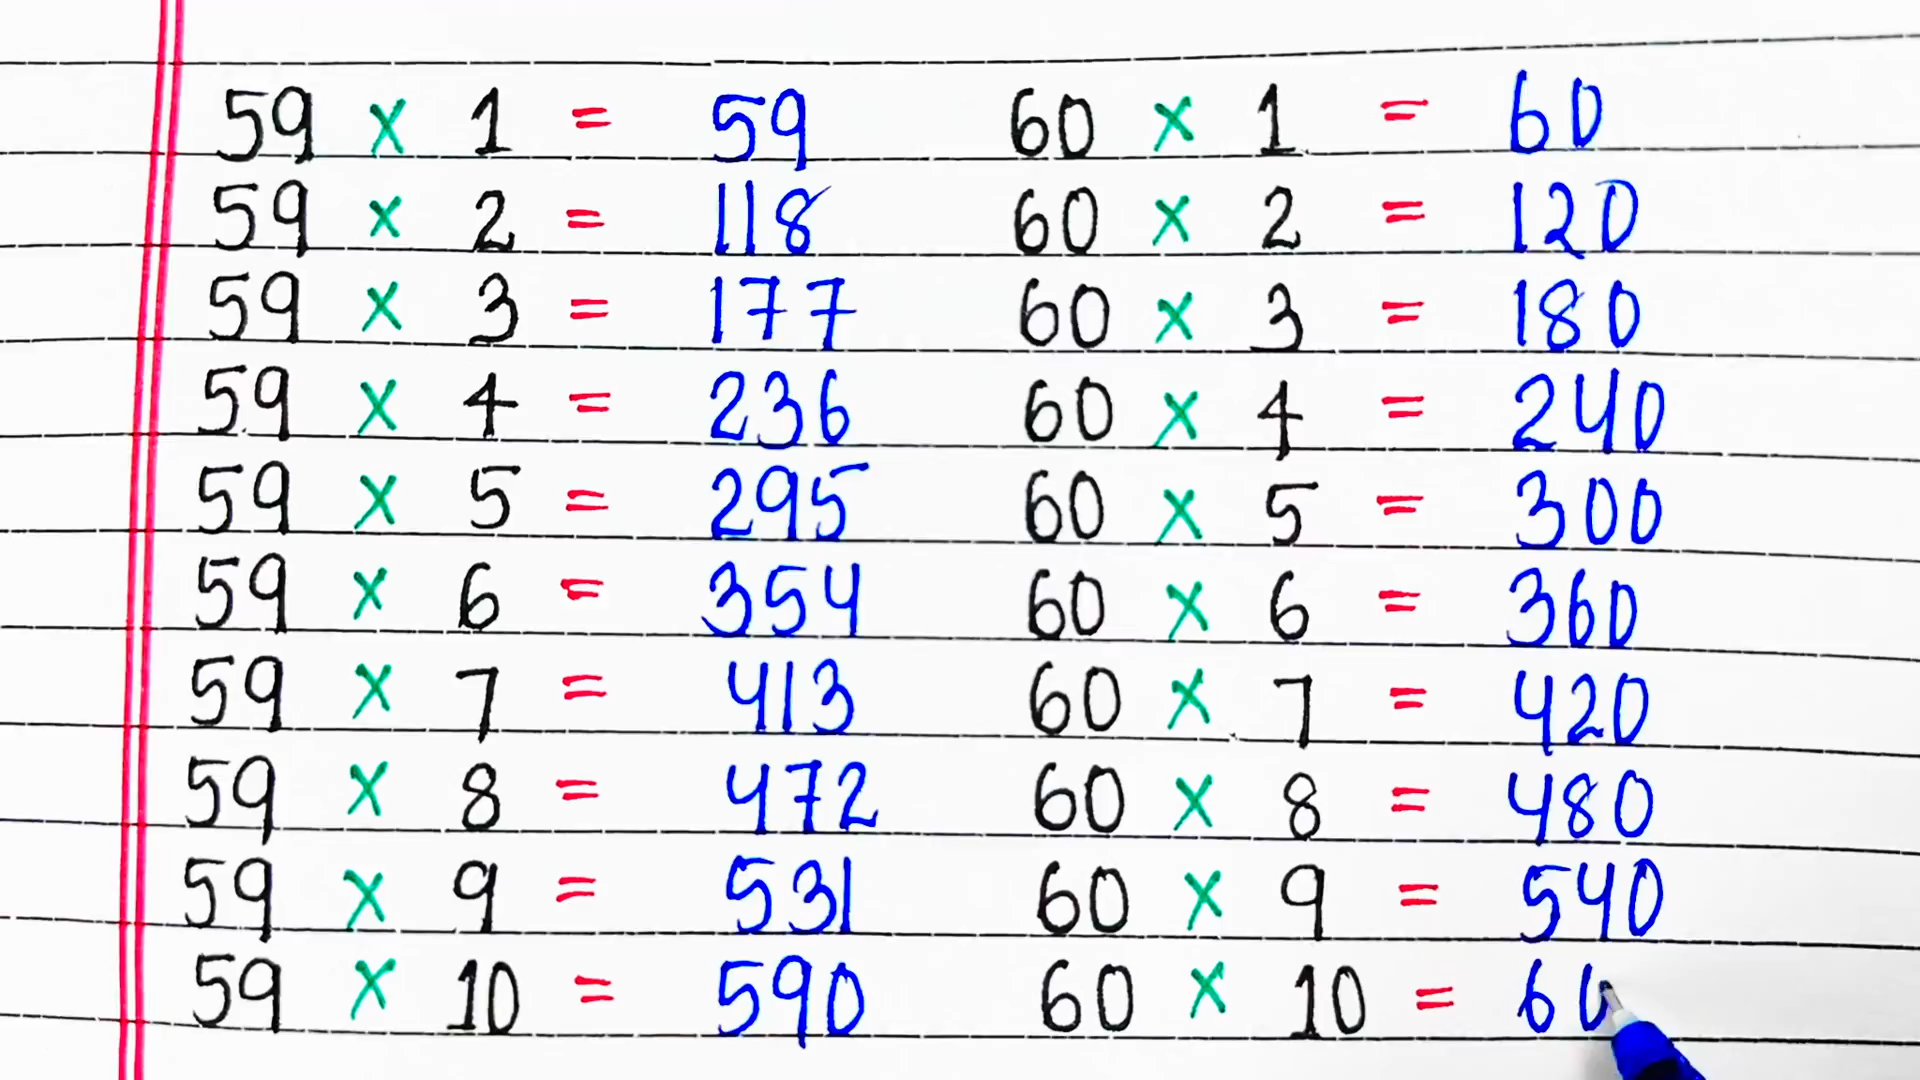 59 × 1 = 59 60 × 1 = 60
59 × 2 = 118 60 × 2 = 120
59 × 3 = 177 60 × 3 = 180
59 × 4 = 236 60 × 4 = 240
59 × 5 = 295 60 × 5 = 300
59 × 6 = 354 60 × 6 = 360
59 × 7 = 413 60 × 7 = 420
59 × 8 = 472 60 × 8 = 480
59 × 9 = 531 60 × 9 = 540
59 × 10 = 590 60 × 10 = 60